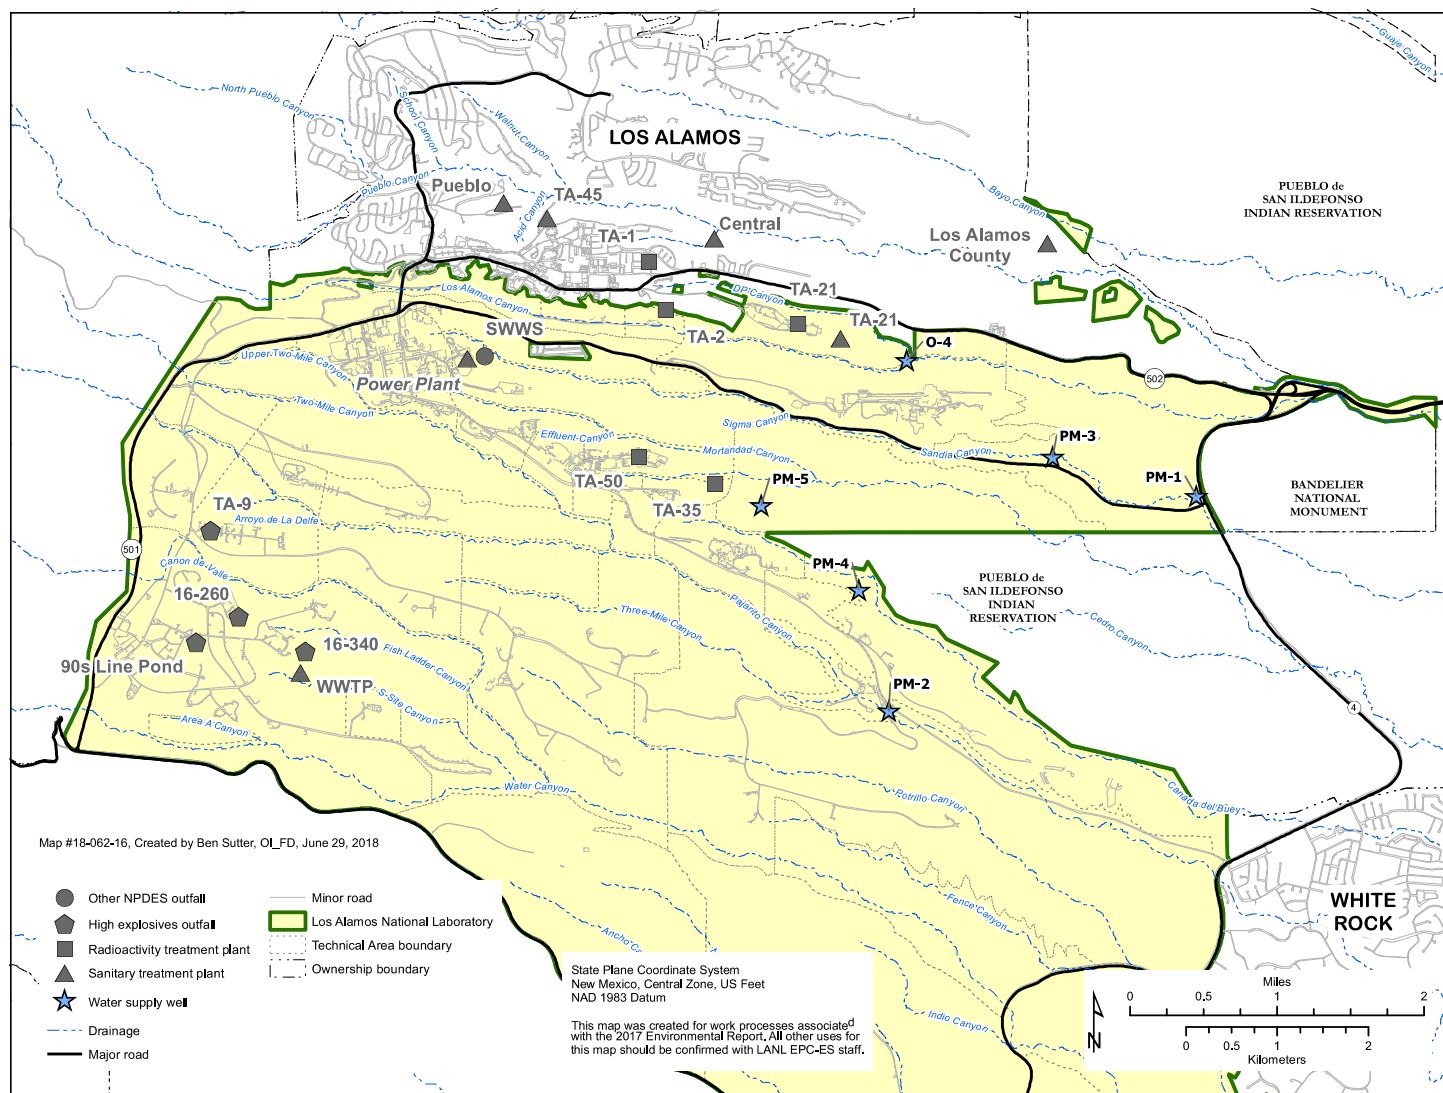 Guaje Canyon
North Pueblo Canyon
School Canyon
Walnut Canyon
LOS ALAMOS
Pueblo Canyon
Pueblo
TA-45
Acid Canyon
Bayo Canyon
PUEBLO de
SAN ILDEFONSO
INDIAN RESERVATION
TA-1
Central
Los Alamos
County
Los Alamos Canyon
DP Canyon
TA-21
TA-21
SWWS
TA-2
O-4
Upper Two-Mile Canyon
Power Plant
502
Two-Mile Canyon
Effluent Canyon
Sigma Canyon
Mortandad Canyon
Sandia Canyon
PM-3
PM-1
TA-50
TA-35
PM-5
BANDELIER
NATIONAL
MONUMENT
TA-9
Arroyo de La Delfe
501
Canon de Valle
16-260
PM-4
PUEBLO de
SAN ILDEFONSO
INDIAN
RESERVATION
Pajarito Canyon
Three-Mile Canyon
Cedro Canyon
16-340
90s Line Pond
Fish Ladder Canyon
WWTP
S-Site Canyon
PM-2
4
Area A Canyon
Water Canyon
Potrillo Canyon
Canada del Buey
Map #18-062-16, Created by Ben Sutter, OI_FD, June 29, 2018
WHITE
ROCK
Fence Canyon
Ancho
Indio Canyon
Other NPDES outfall
High explosives outfall
Radioactivity treatment plant
Sanitary treatment plant
Water supply well
Drainage
Major road
Minor road
Los Alamos National Laboratory
Technical Area boundary
Ownership boundary
State Plane Coordinate System
New Mexico, Central Zone, US Feet
NAD 1983 Datum
This map was created for work processes associated
with the 2017 Environmental Report. All other uses for
this map should be confirmed with LANL EPC-ES staff.
N
Miles
0 0.5 1 2
0 0.5 1 2
Kilometers